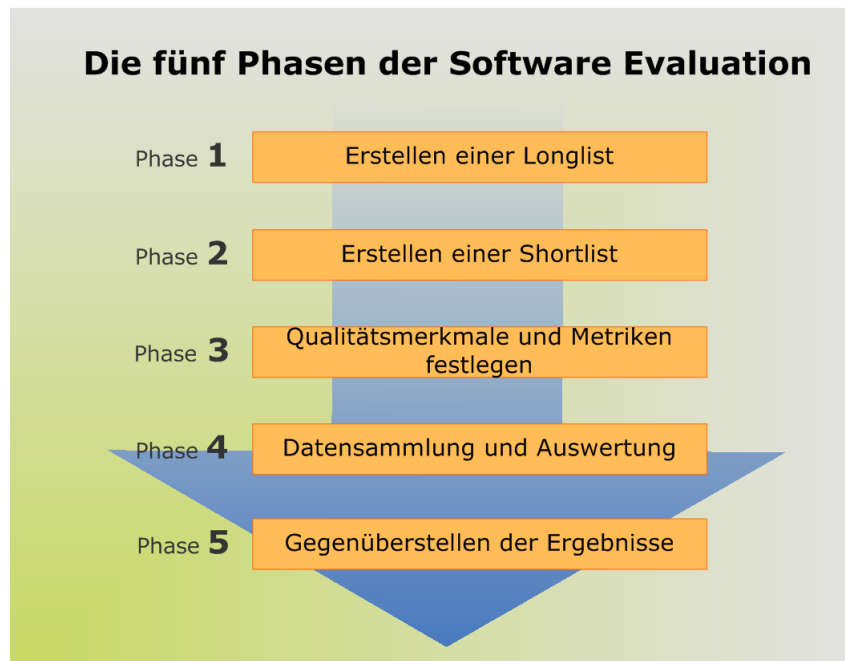 Die fünf Phasen der Software Evaluation
Phase 1
Erstellen einer Longlist
Phase 2
Erstellen einer Shortlist
Phase 3
Qualitätsmerkmale und Metriken
festlegen
Phase 4
Datensammlung und Auswertung
Phase 5
Gegenüberstellen der Ergebnisse